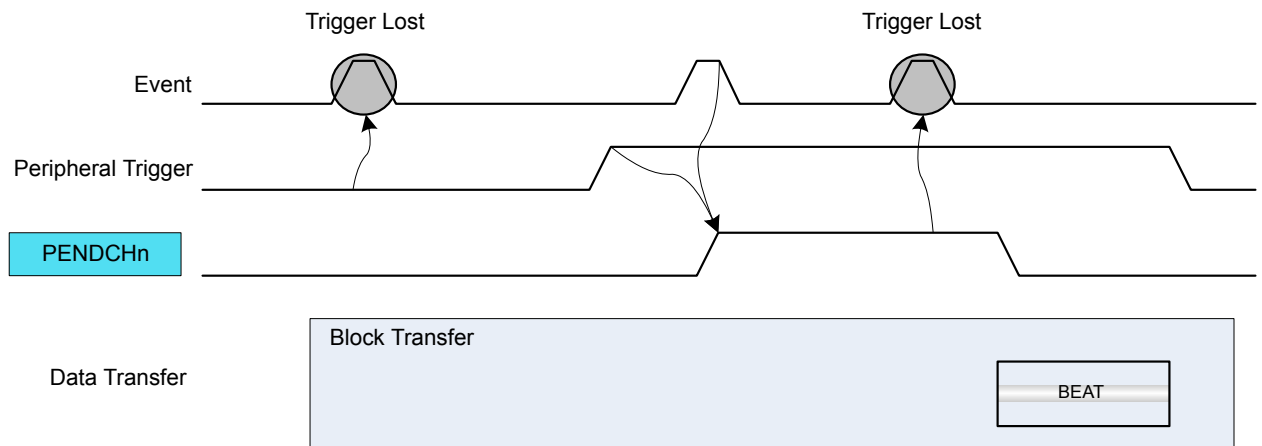 Trigger Lost
Trigger Lost
Event
Peripheral Trigger
PENDCHn
Block Transfer
Data Transfer
BEAT